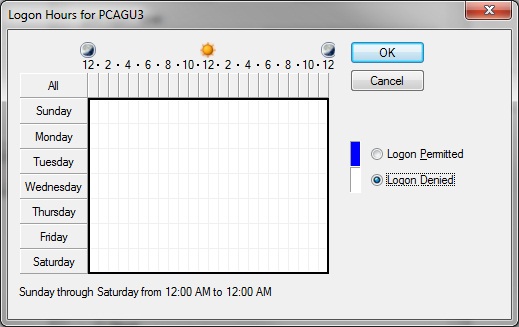 Logon Hours for PCAGU3
12 · 2 · 4 · 6 · 8 · 10 · 12 · 2 · 4 · 6 · 8 · 10 · 12
OK
Cancel
All
Sunday
Monday
Tuesday
Wednesday
Thursday
Friday
Saturday
Logon Permitted
Logon Denied
Sunday through Saturday from 12:00 AM to 12:00 AM